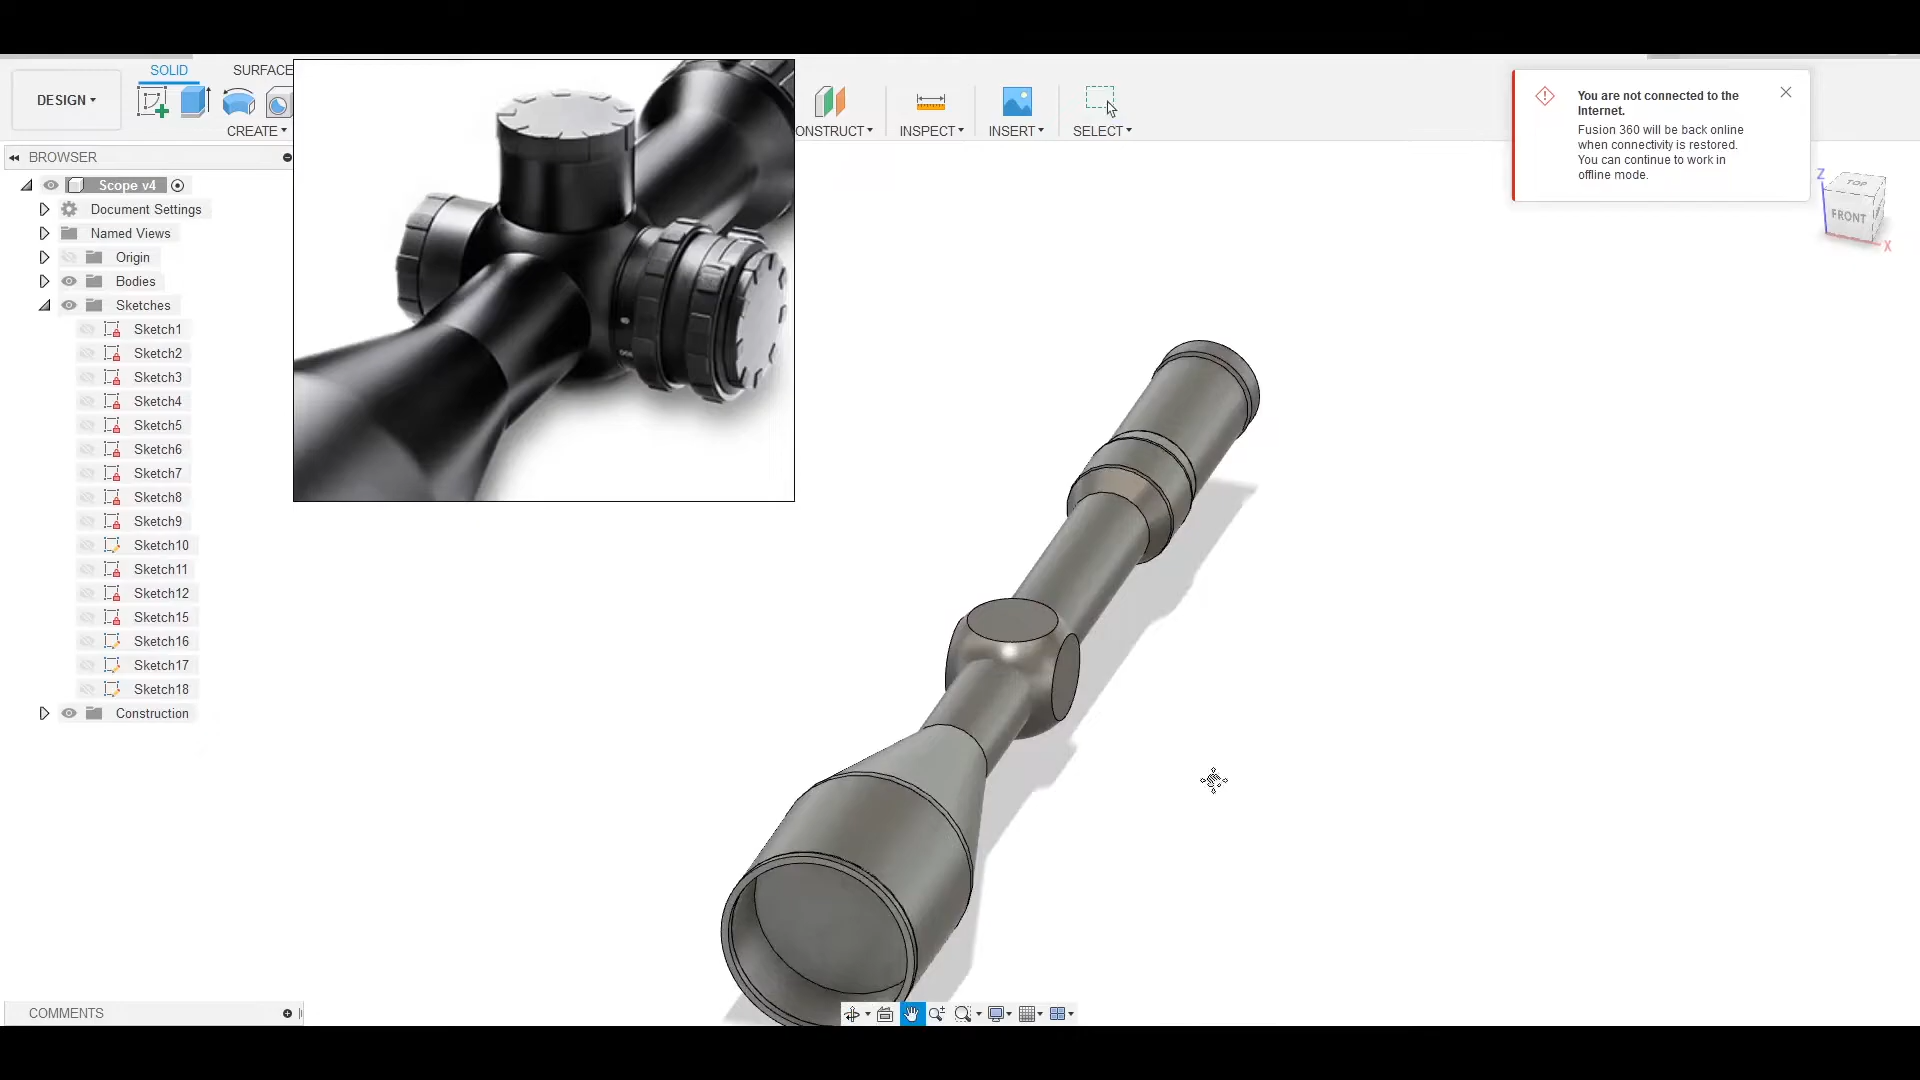 SOLID
SURFACE
DESIGN
CREATE
ONSTRUCT
INSPECT
INSERT
SELECT
You are not connected to the
Internet.
Fusion 360 will be back online
when connectivity is restored.
You can continue to work in
offline mode.
BROWSER
Scope v4
Document Settings
Named Views
Origin
Bodies
Sketches
Sketch1
Sketch2
Sketch3
Sketch4
Sketch5
Sketch6
Sketch7
Sketch8
Sketch9
Sketch10
Sketch11
Sketch12
Sketch15
Sketch16
Sketch17
Sketch18
Construction
Z
TOP
FRONT
X
COMMENTS